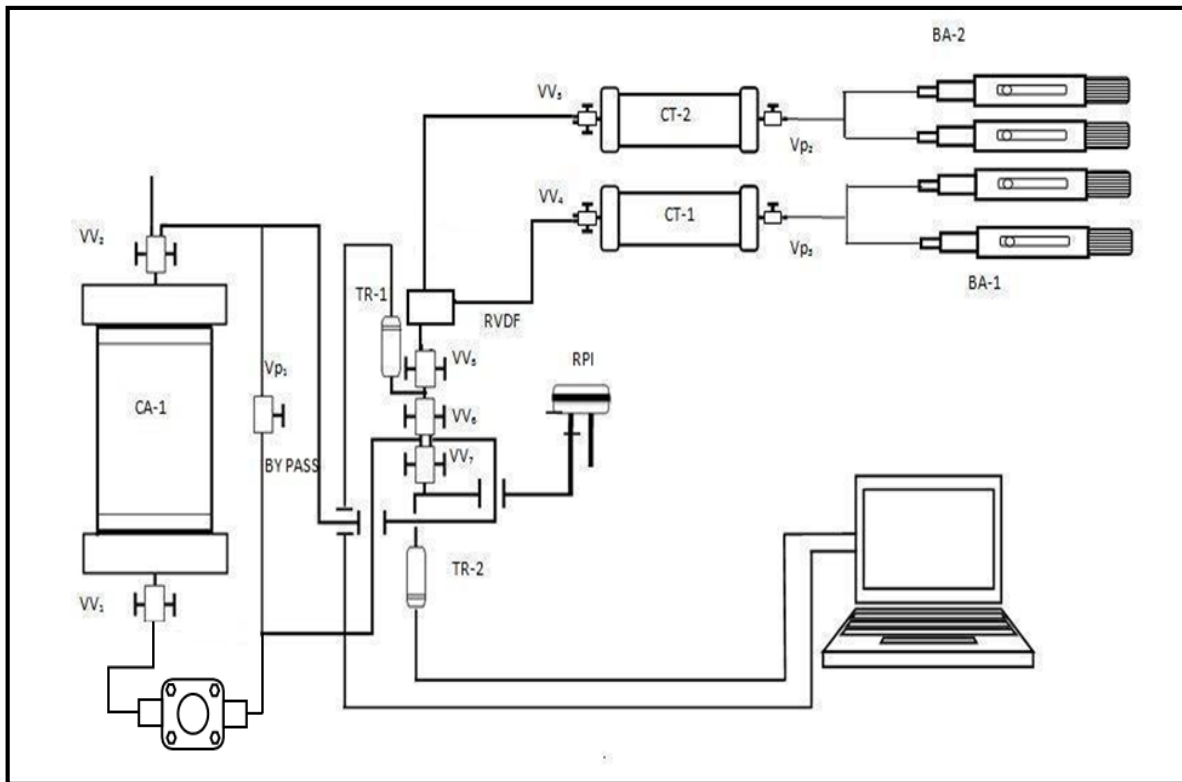 BA-2
VV₃
CT-2
Vp₂
VV₄
CT-1
Vp₃
BA-1
VV₂
TR-1
RVDF
VV₅
RPI
Vp₁
CA-1
VV₆
BY PASS
VV₇
TR-2
VV₁